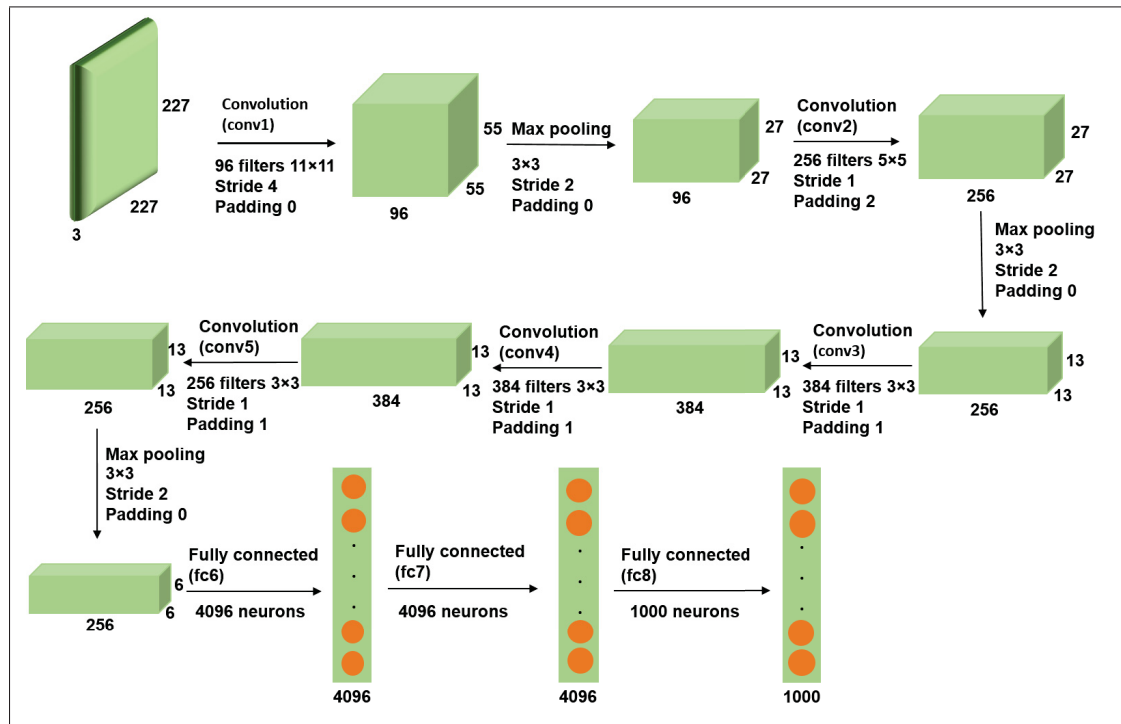 227
227
3
Convolution
(conv1)
96 filters 11×11
Stride 4
Padding 0
55
55
96
Max pooling
3×3
Stride 2
Padding 0
27
27
96
Convolution
(conv2)
256 filters 5×5
Stride 1
Padding 2
27
27
256
Max pooling
3×3
Stride 2
Padding 0
13
13
256
Convolution
(conv3)
384 filters 3×3
Stride 1
Padding 1
13
13
384
Convolution
(conv4)
384 filters 3×3
Stride 1
Padding 1
13
13
384
Convolution
(conv5)
256 filters 3×3
Stride 1
Padding 1
13
13
256
Max pooling
3×3
Stride 2
Padding 0
6
6
256
Fully connected
(fc6)
4096 neurons
4096
Fully connected
(fc7)
4096 neurons
4096
Fully connected
(fc8)
1000 neurons
1000